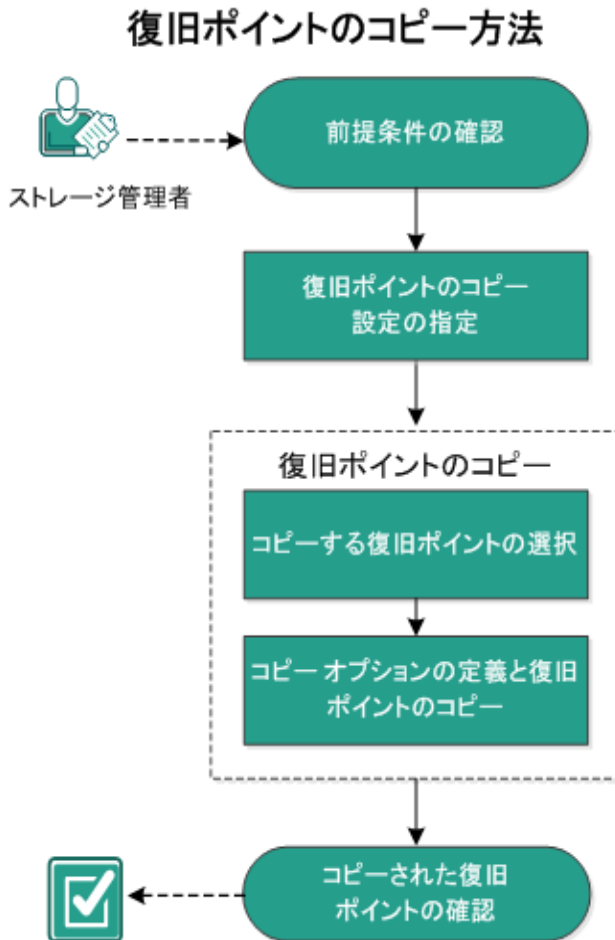 復旧ポイントのコピー方法
前提条件の確認
ストレージ管理者
復旧ポイントのコピー
設定の指定
復旧ポイントのコピー
コピーする復旧ポイントの選択
コピー オプションの定義と復旧
ポイントのコピー
コピーされた復旧
ポイントの確認